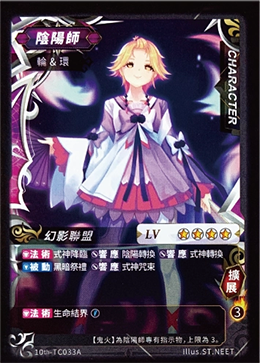 陰陽師
輪 & 環
CHARACTER
幻影聯盟
LV
法術 式神降臨 響應 陰陽轉換 響應 式神轉換
被動 黑暗祭禮 響應 式神咒束
擴展
法術 生命結界
3
【鬼火】為陰陽師專有指示物,上限為 3。
10th-TC033A
Illus.ST.NEET